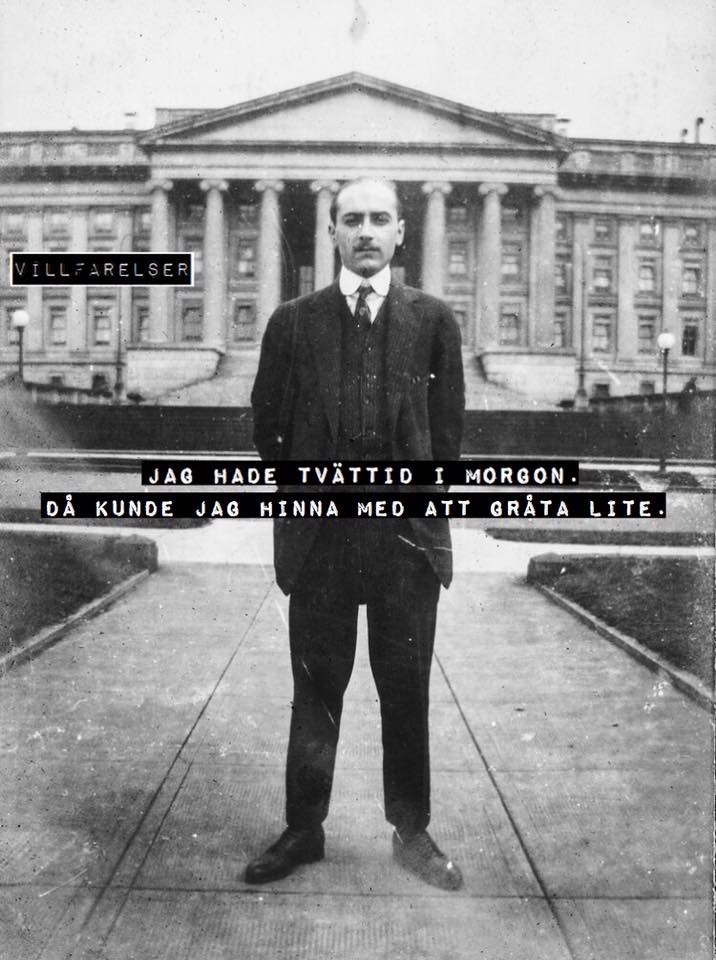 VILLFARELSER
JAG HADE TVÄTTID I MORGON.
DÅ KUNDE JAG HINNA MED ATT GRÅTA LITE.